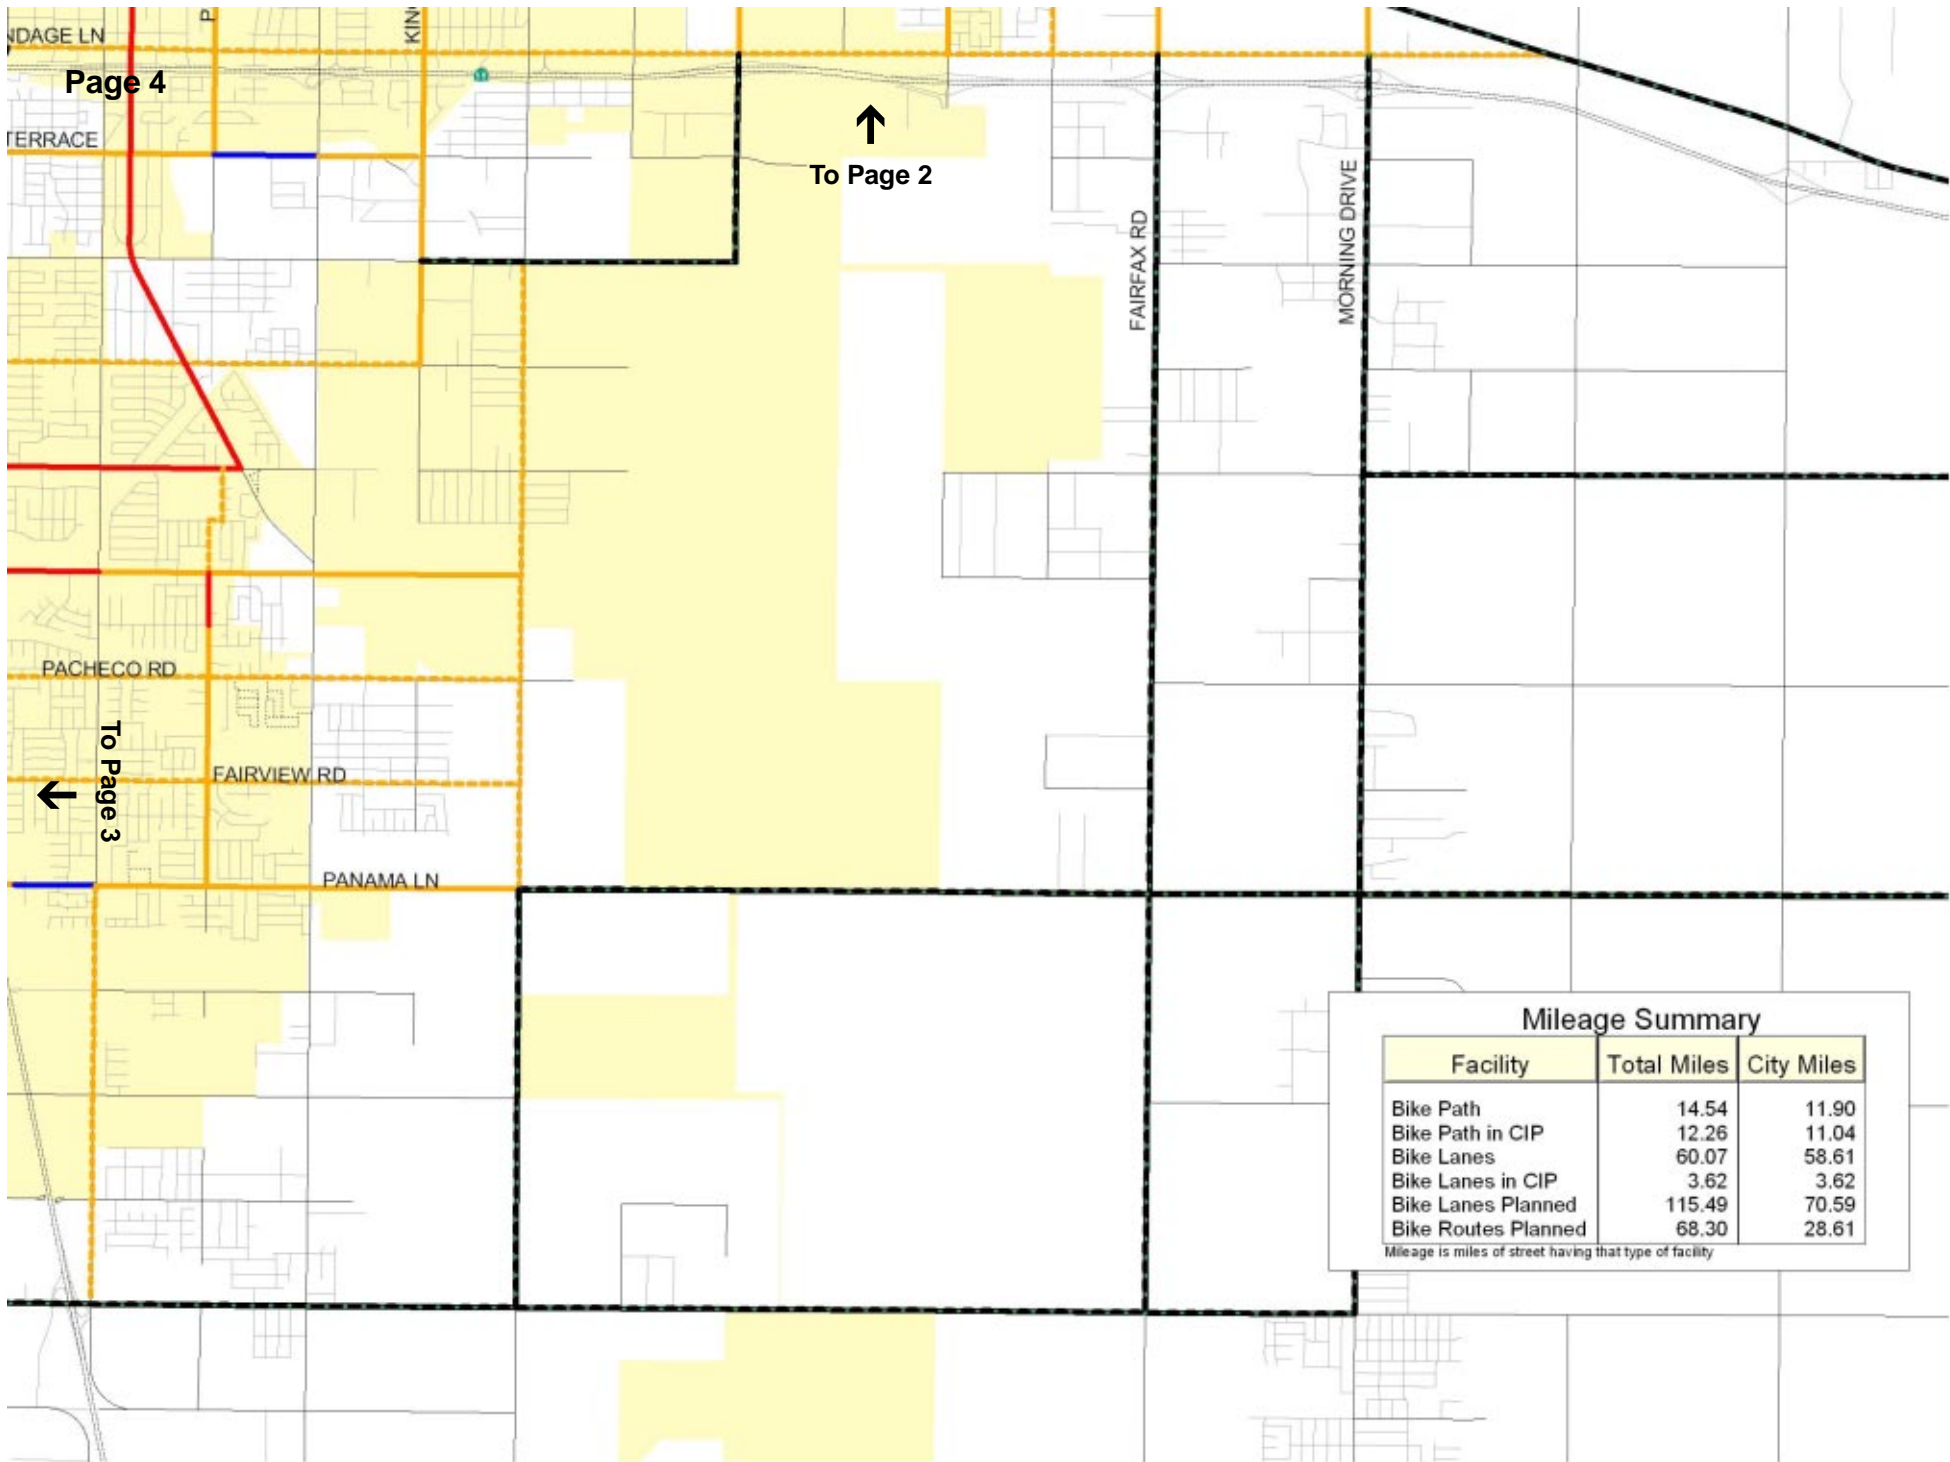 NDAGE LN
P
KIN
Page 4
TERRACE
To Page 2
FAIRFAX RD
MORNING DRIVE
PACHECO RD
To Page 3
FAIRVIEW RD
PANAMA LN
Mileage Summary
Facility Total Miles City Miles
Bike Path 14.54 11.90
Bike Path in CIP 12.26 11.04
Bike Lanes 60.07 58.61
Bike Lanes in CIP 3.62 3.62
Bike Lanes Planned 115.49 70.59
Bike Routes Planned 68.30 28.61
Mileage is miles of street having that type of facility